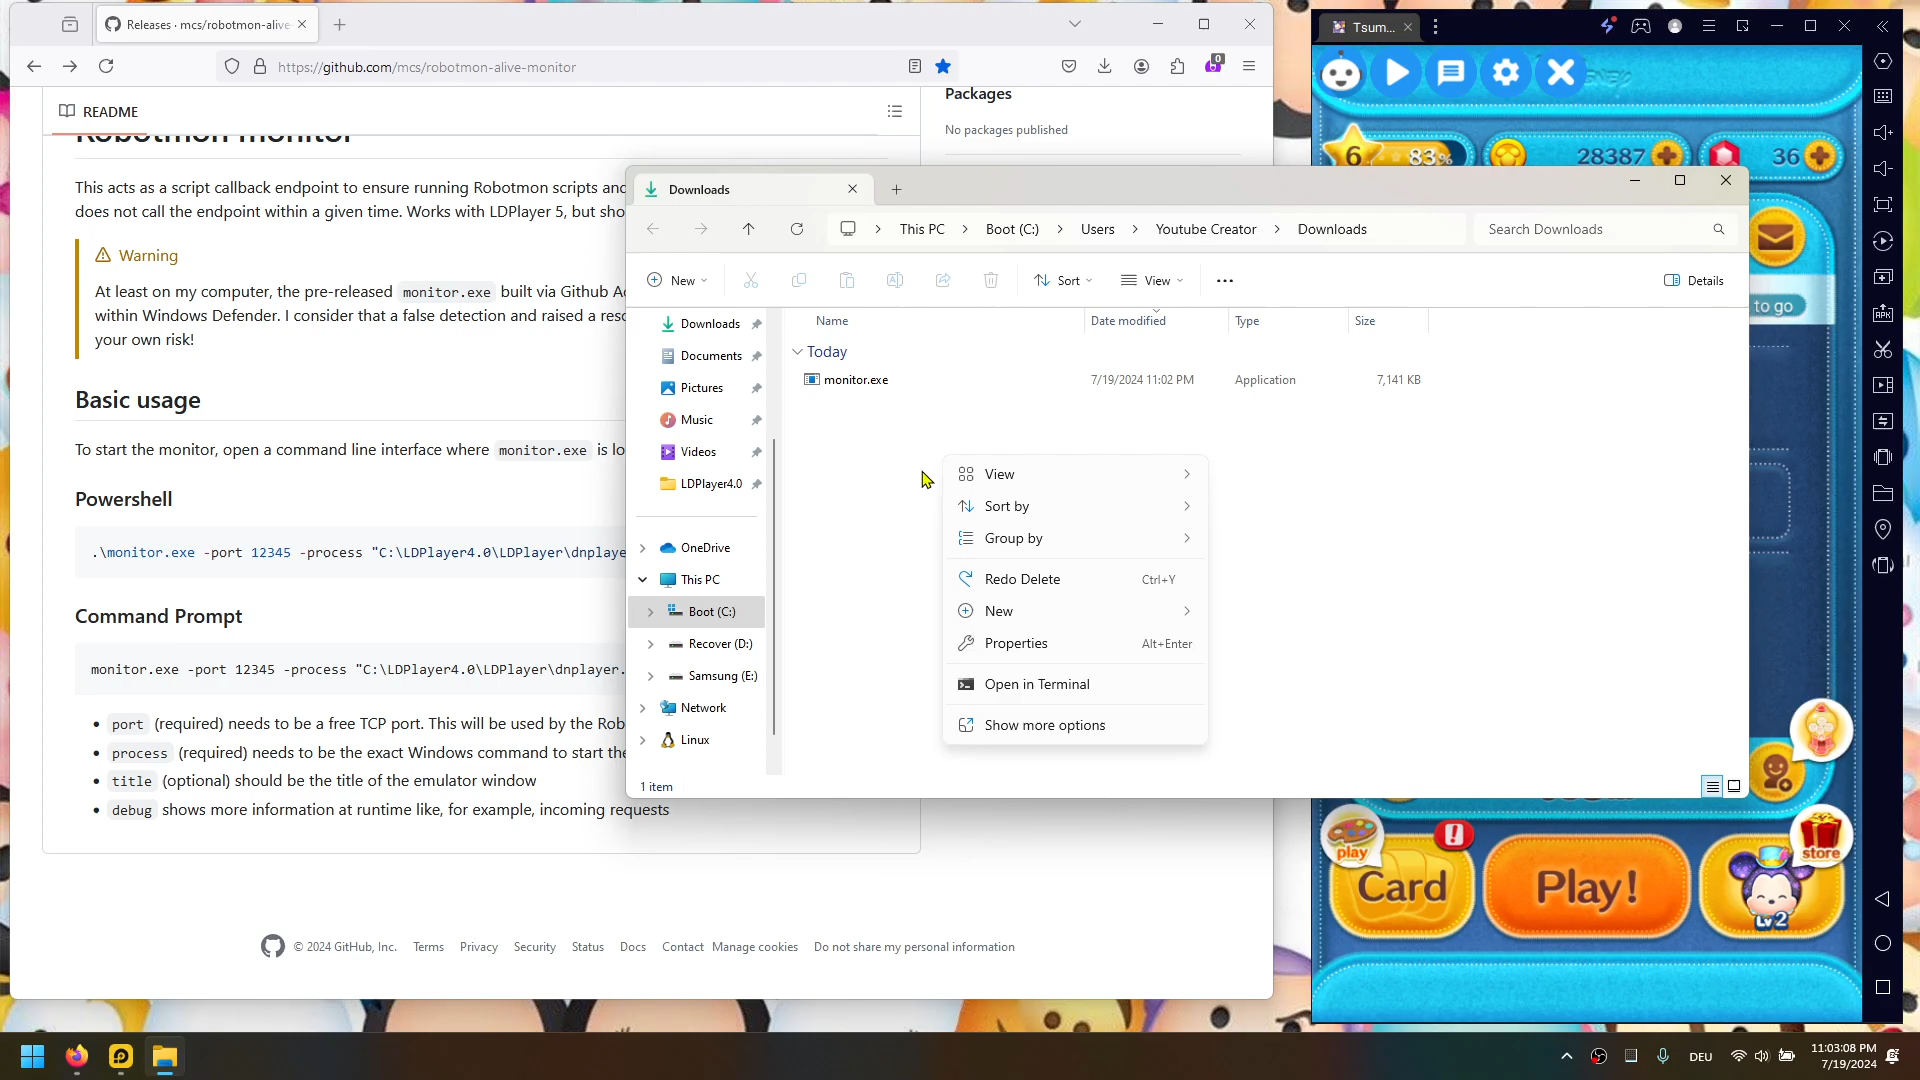 Releases · mcs/robotmon-alive-
https://github.com/mcs/robotmon-alive-monitor
0
README
Robotmon monitor
This acts as a script callback endpoint to ensure running Robotmon scripts and
does not call the endpoint within a given time. Works with LDPlayer 5, but sho
Warning
At least on my computer, the pre-released monitor.exe built via Github Ac
within Windows Defender. I consider that a false detection and raised a
your own risk!
Basic usage
To start the monitor, open a command line interface where monitor.exe is lo
Powershell
.\monitor.exe -port 12345 -process "C:\LDPlayer4.0\LDPlayer\dnplaye
Command Prompt
monitor.exe -port 12345 -process "C:\LDPlayer4.0\LDPlayer\dnplayer.
• port (required) needs to be a free TCP port. This will be used by the Rob
• process (required) needs to be the exact Windows command to start the
• title (optional) should be the title of the emulator window
• debug shows more information at runtime like, for example, incoming requests
© 2024 GitHub, Inc. Terms Privacy Security Status Docs Contact Manage cookies Do not share my personal information
Packages
No packages published
Downloads
This PC > Boot (C:) > Users > Youtube Creator > Downloads
Search Downloads
New Sort View Details
Downloads
Documents
Pictures
Music
Videos
LDPlayer4.0
OneDrive
This PC
Boot (C:)
Recover (D:)
Samsung (E:)
Network
Linux
1 item
Name Date modified Type Size
Today
monitor.exe 7/19/2024 11:02 PM Application 7,141 KB
View
Sort by
Group by
Redo Delete Ctrl+Y
New
Properties Alt+Enter
Open in Terminal
Show more options
Tsum...
6 83% 28387 36
to go
APK
play
Card
!
Play!
store
Lv 2
DEU
11:03:08 PM
7/19/2024